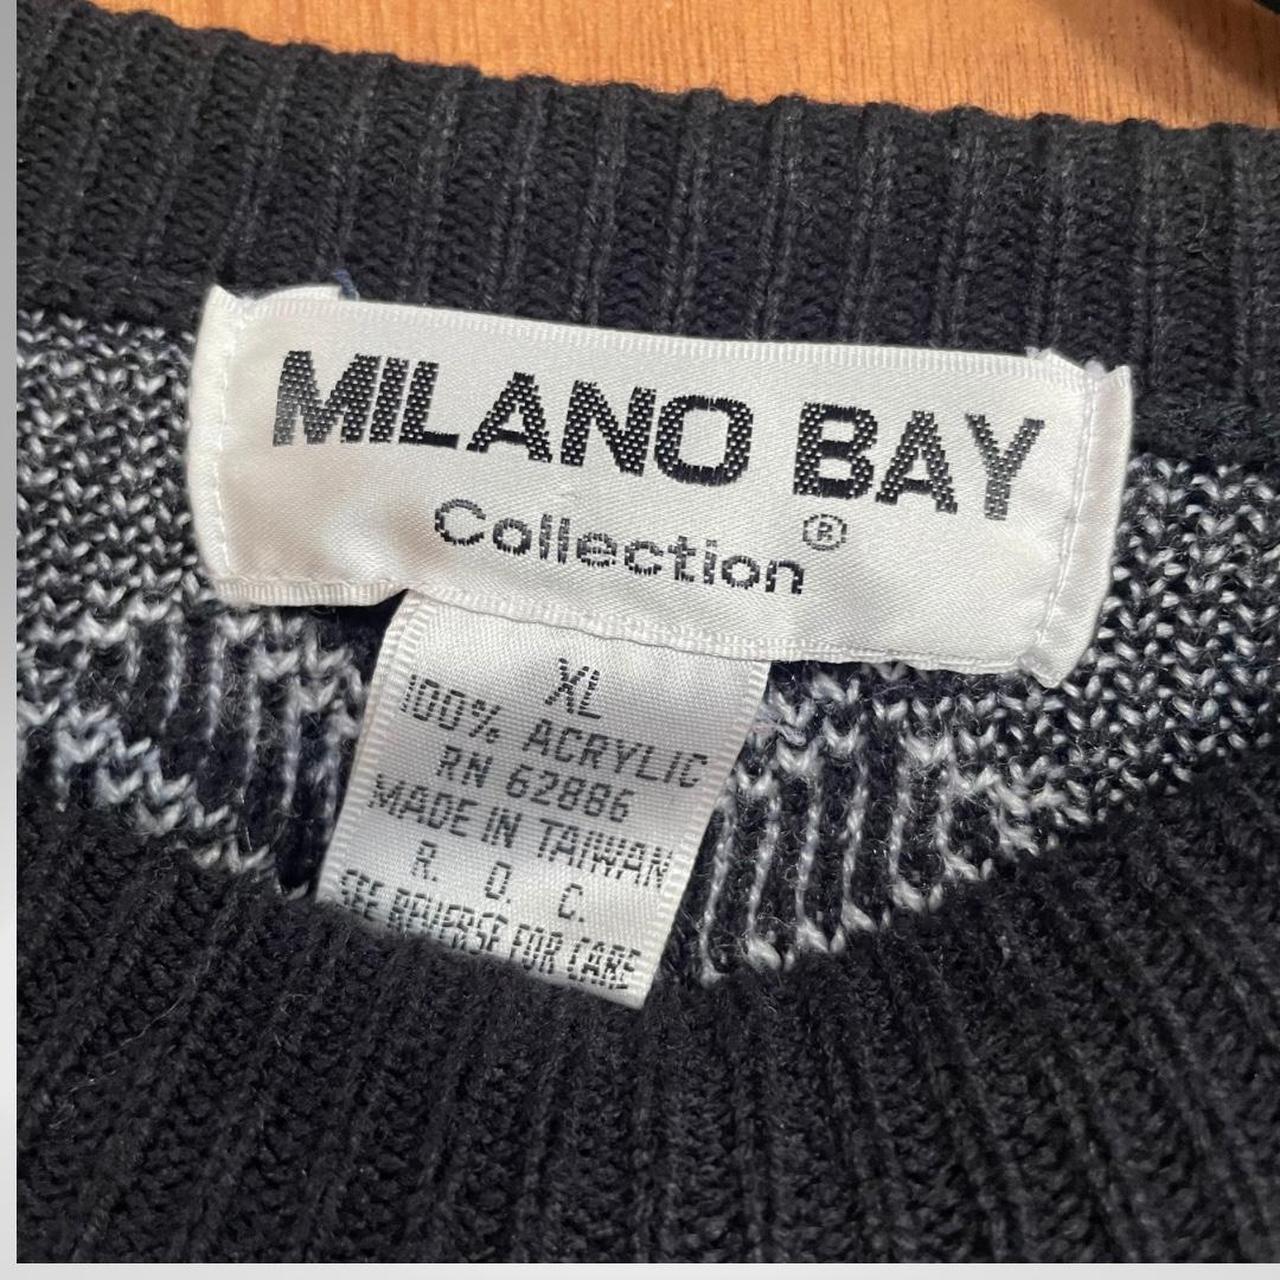 MILANO BAY
Collection®
XL
100% ACRYLIC
RN 62886
MADE IN TAIWAN
R. O. C.
SEE REVERSE FOR CARE